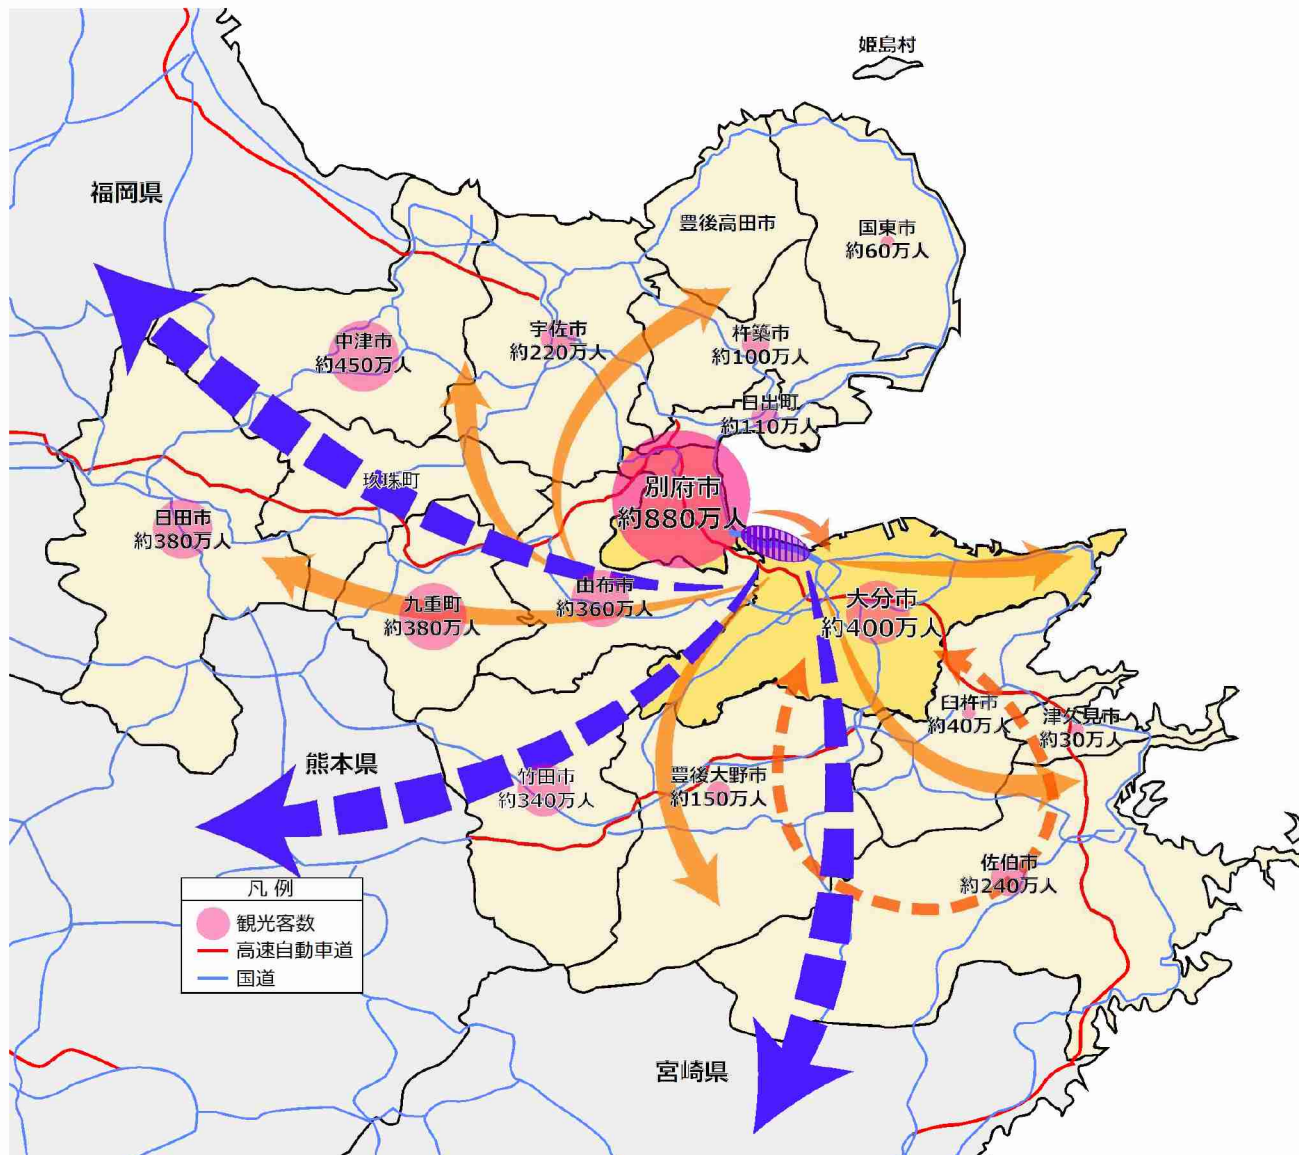 姫島村
福岡県
豊後高田市
国東市
約60万人
中津市
約450万人
宇佐市
約220万人
杵築市
約100万人
日出町
約110万人
玖珠町
別府市
約880万人
日田市
約380万人
九重町
約380万人
由布市
約360万人
大分市
約400万人
臼杵市
約40万人
津久見市
約30万人
熊本県
竹田市
約340万人
豊後大野市
約150万人
佐伯市
約240万人
凡例
観光客数
高速自動車道
国道
宮崎県